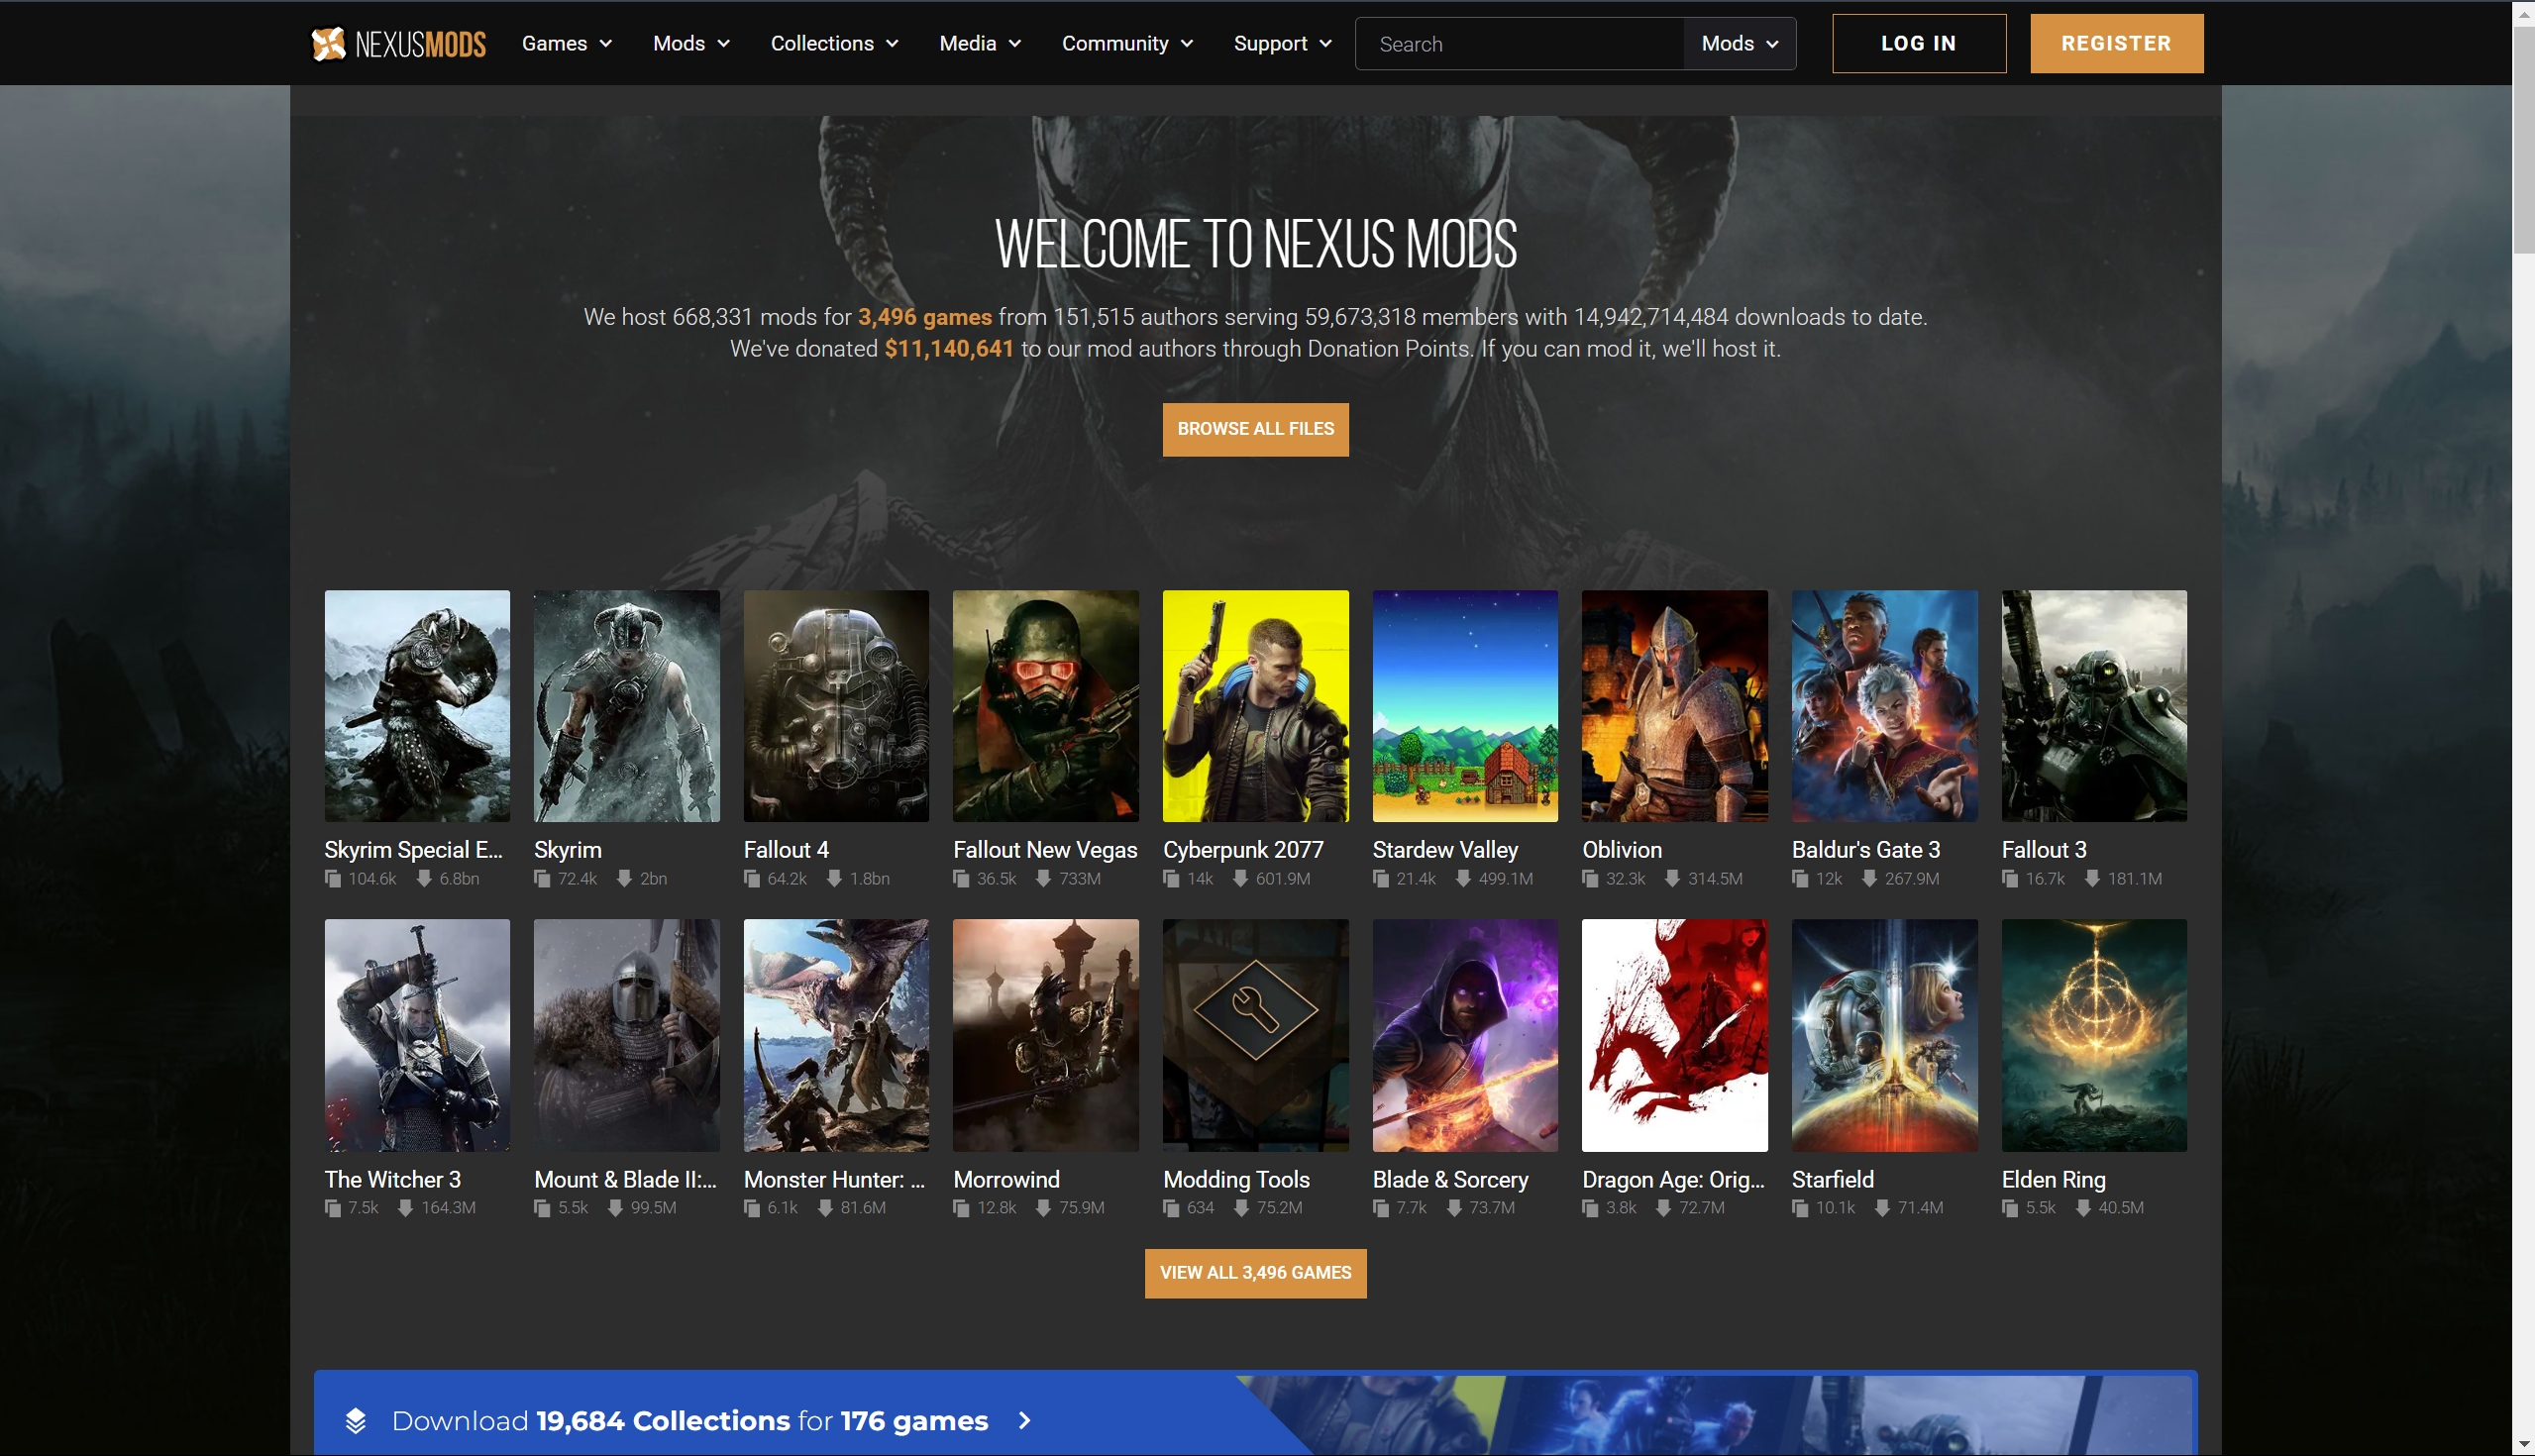 NEXUSMODS Games Mods Collections Media Community Support Search Mods LOG IN REGISTER
WELCOME TO NEXUS MODS
We host 668,331 mods for 3,496 games from 151,515 authors serving 59,673,318 members with 14,942,714,484 downloads to date.
We've donated $11,140,641 to our mod authors through Donation Points. If you can mod it, we'll host it.
BROWSE ALL FILES
Skyrim Special E... Skyrim Fallout 4 Fallout New Vegas Cyberpunk 2077 Stardew Valley Oblivion Baldur's Gate 3 Fallout 3
104.6k 6.8bn 72.4k 2bn 64.2k 1.8bn 36.5k 733M 14k 601.9M 21.4k 499.1M 32.3k 314.5M 12k 267.9M 16.7k 181.1M
The Witcher 3 Mount & Blade II:... Monster Hunter: ... Morrowind Modding Tools Blade & Sorcery Dragon Age: Orig... Starfield Elden Ring
7.5k 164.3M 5.5k 99.5M 6.1k 81.6M 12.8k 75.9M 634 75.2M 7.7k 73.7M 3.8k 72.7M 10.1k 71.4M 5.5k 40.5M
VIEW ALL 3,496 GAMES
Download 19,684 Collections for 176 games